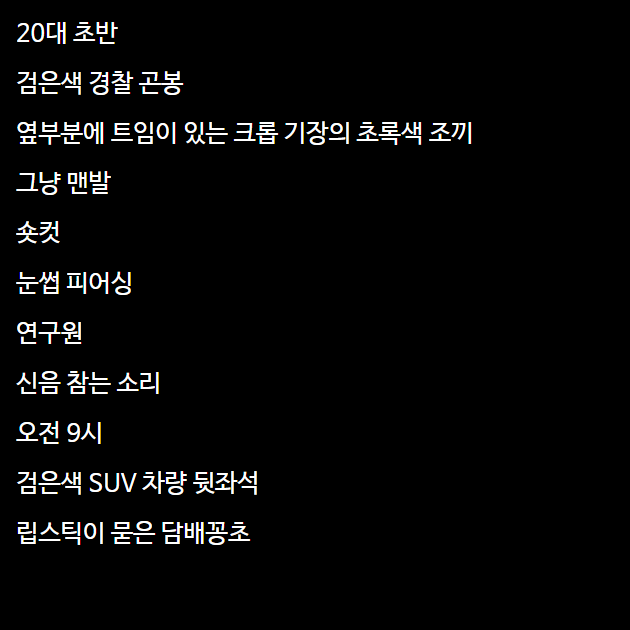 20대 초반
검은색 경찰 곤봉
옆부분에 트임이 있는 크롭 기장의 초록색 조끼
그냥 맨발
숏컷
눈썹 피어싱
연구원
신음 참는 소리
오전 9시
검은색 SUV 차량 뒷좌석
립스틱이 묻은 담배꽁초